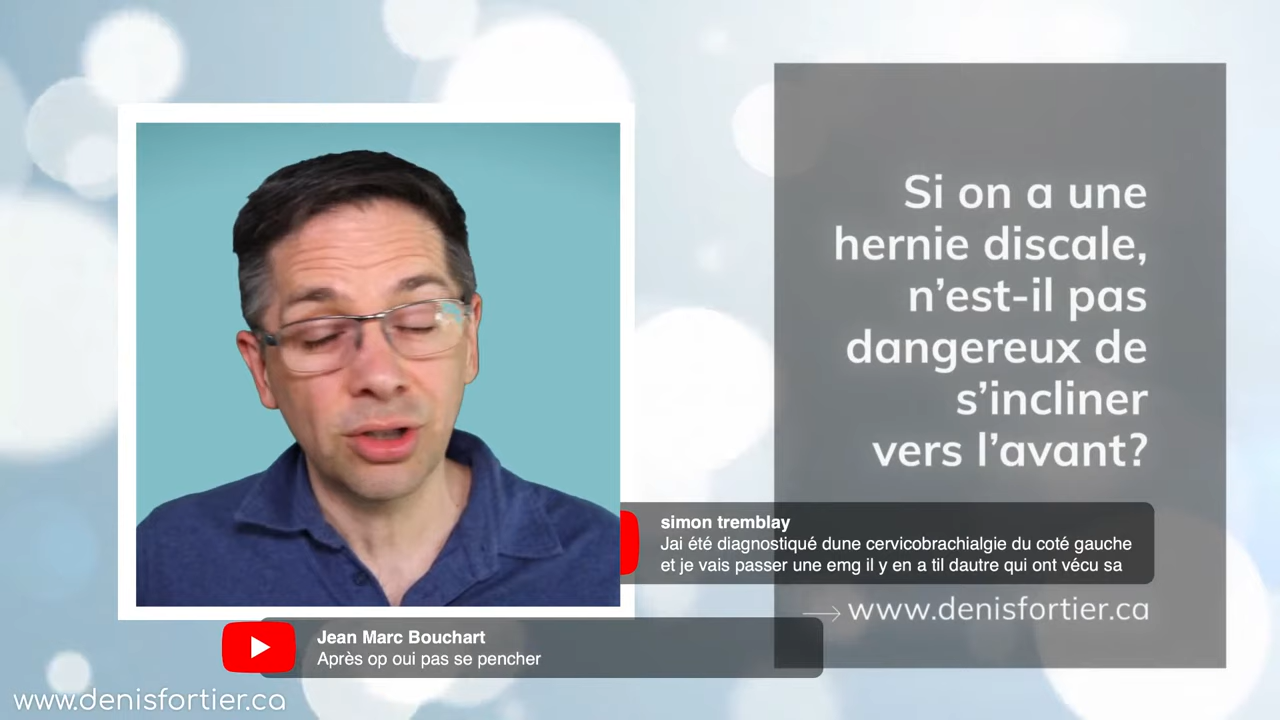 Si on a une
hernie discale,
n'est-il pas
dangereux de
s'incliner
vers l'avant?
simon tremblay
Jai été diagnostiqué dune cervicobrachialgie du coté gauche
et je vais passer une emg il y en a til dautre qui ont vécu sa
www.denisfortier.ca
Jean Marc Bouchart
Après op oui pas se pencher
www.denisfortier.ca